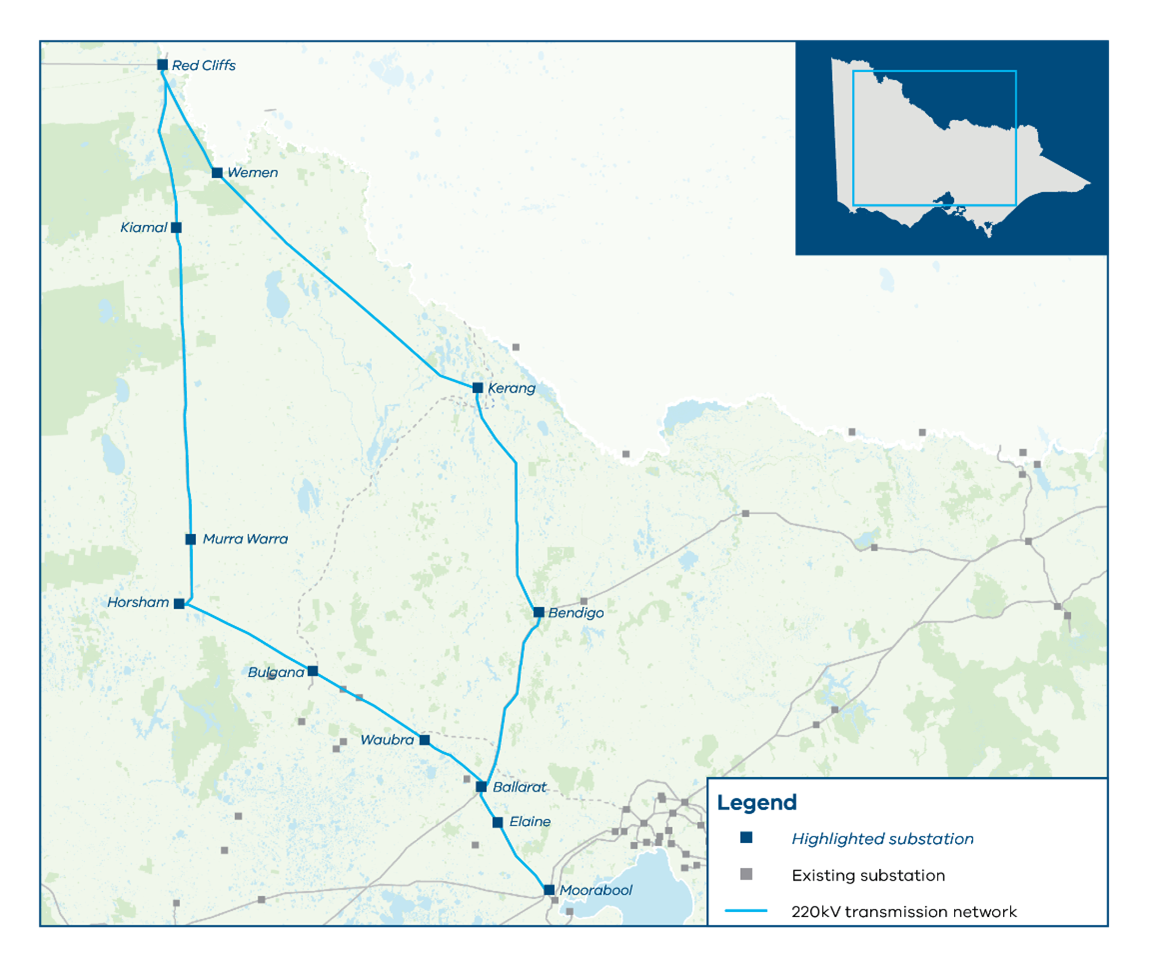 Red Cliffs
Wemen
Kiamal
Kerang
Murra Warra
Horsham
Bendigo
Bulgana
Waubra
Ballarat
Elaine
Moorabool
Legend
Highlighted substation
Existing substation
220kV transmission network